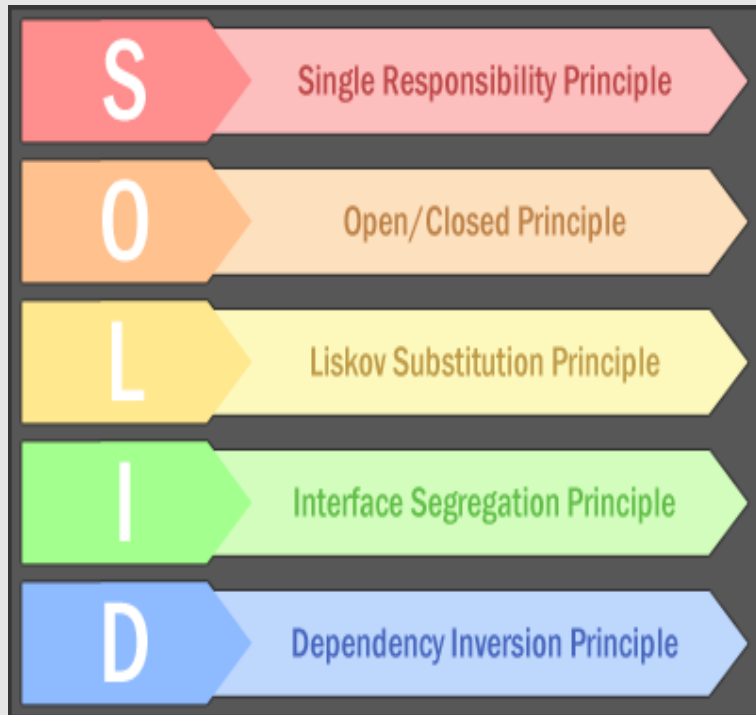 S Single Responsibility Principle
O Open/Closed Principle
L Liskov Substitution Principle
I Interface Segregation Principle
D Dependency Inversion Principle